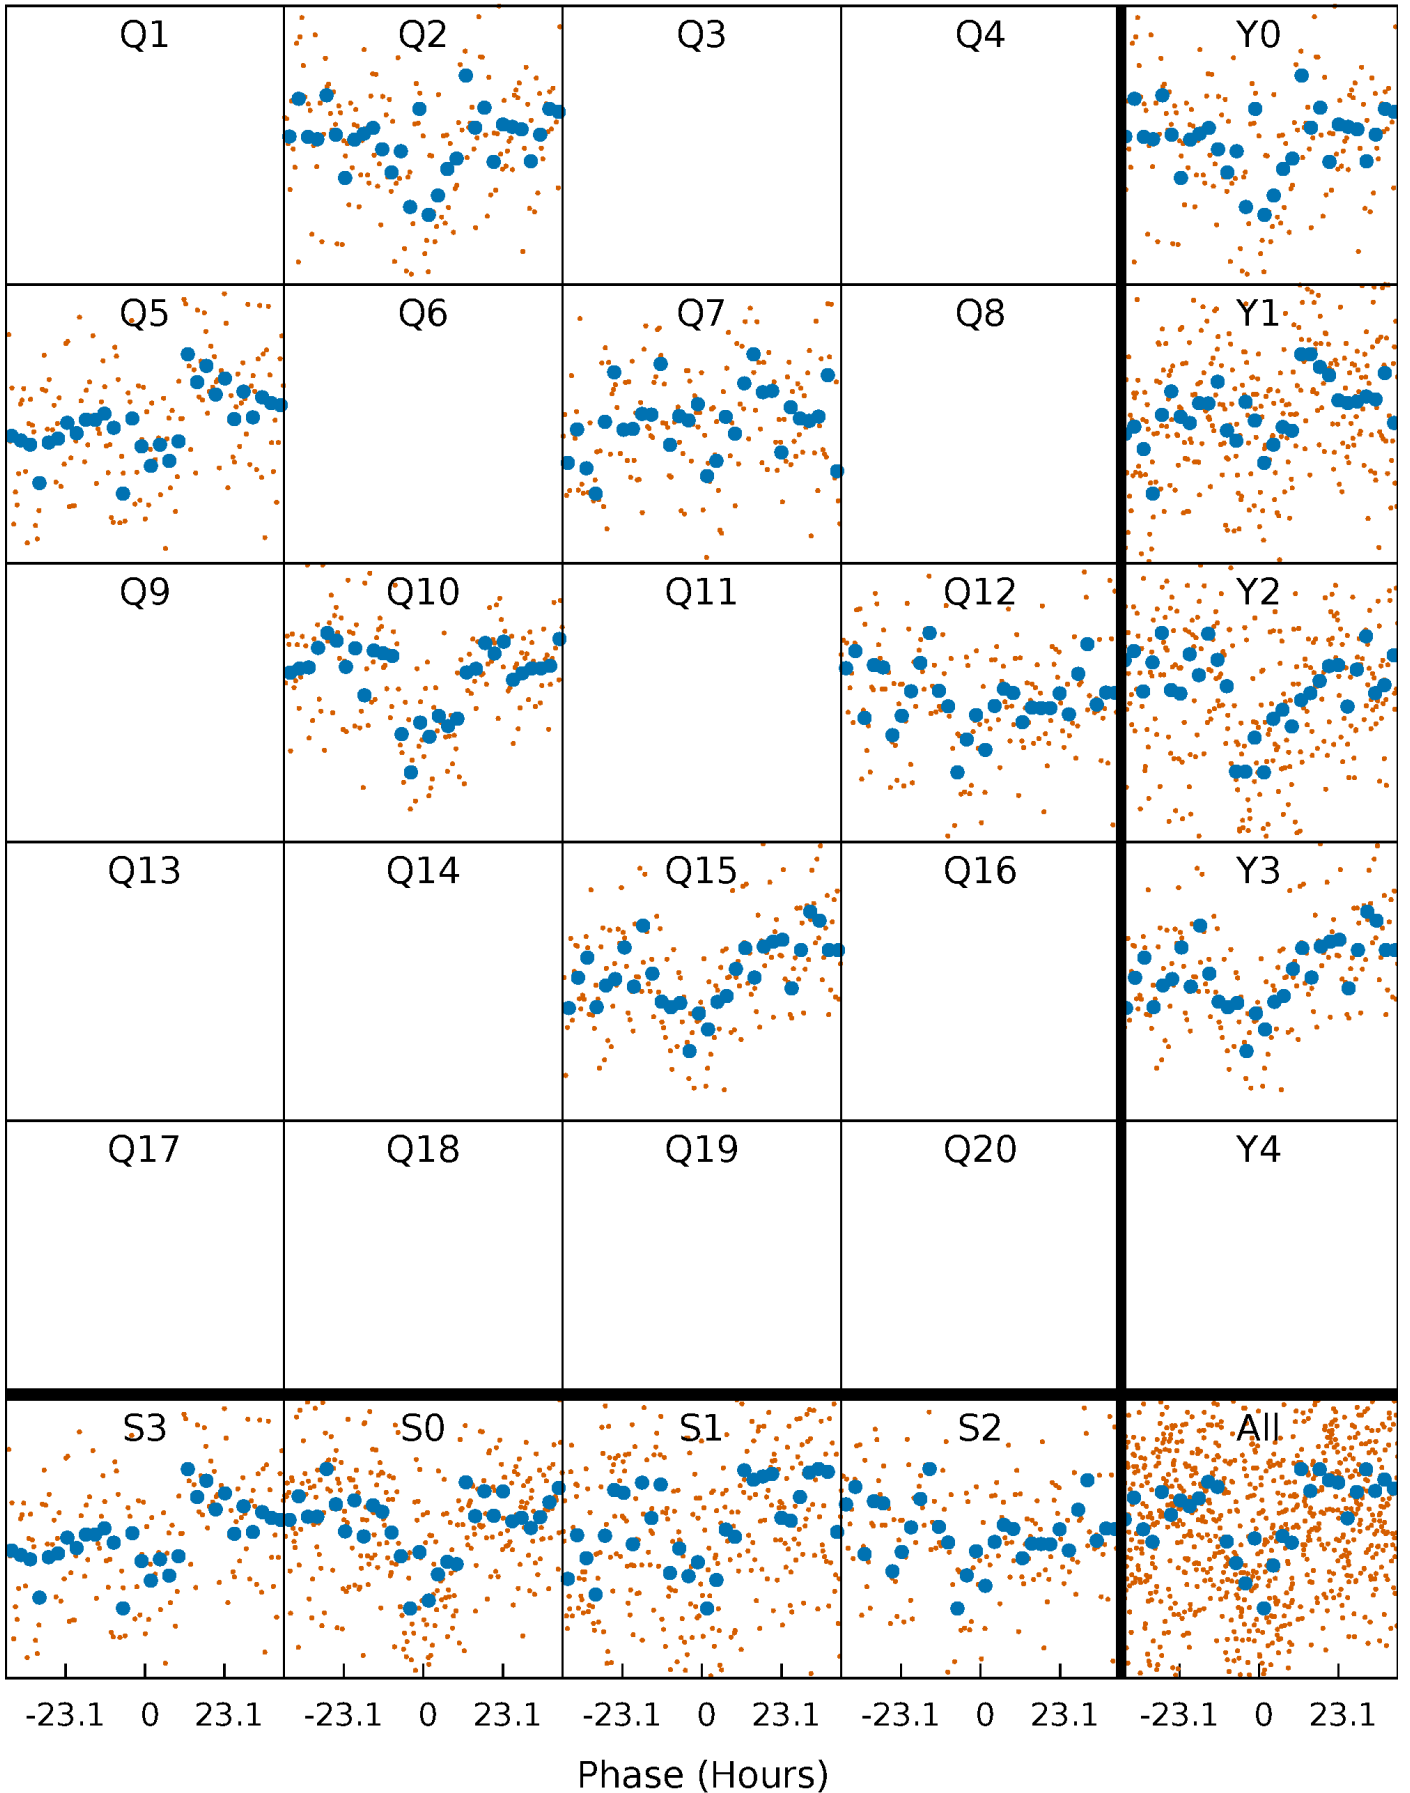 Q1 Q2 Q3 Q4 Y0
Q5 Q6 Q7 Q8 Y1
Q9 Q10 Q11 Q12 Y2
Q13 Q14 Q15 Q16 Y3
Q17 Q18 Q19 Q20 Y4
S3 S0 S1 S2 All
-23.1 0 23.1 -23.1 0 23.1 -23.1 0 23.1 -23.1 0 23.1 -23.1 0 23.1
Phase (Hours)